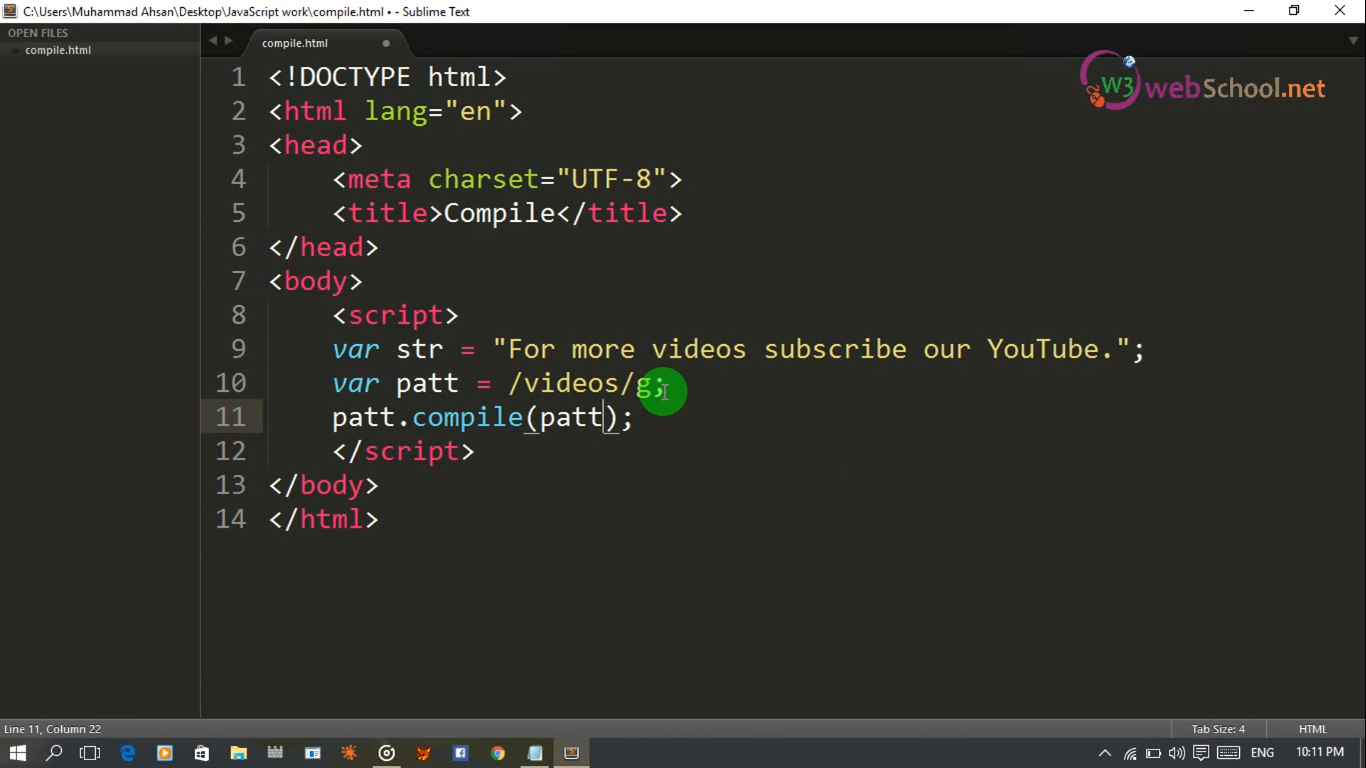 C:\Users\Muhammad Ahsan\Desktop\JavaScript work\compile.html • - Sublime Text
OPEN FILES
compile.html
compile.html
W3 webSchool.net
1 <!DOCTYPE html>
2 <html lang="en">
3 <head>
4 <meta charset="UTF-8">
5 <title>Compile</title>
6 </head>
7 <body>
8 <script>
9 var str = "For more videos subscribe our YouTube.";
10 var patt = /videos/g;
11 patt.compile(patt);
12 </script>
13 </body>
14 </html>
Line 11, Column 22
Tab Size: 4
HTML
ENG
10:11 PM